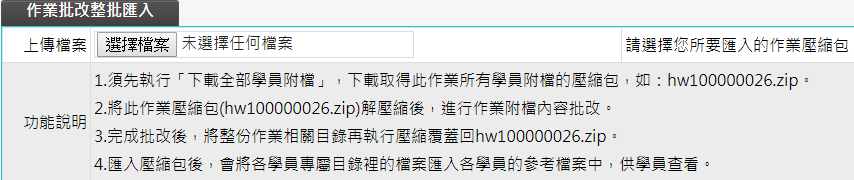 作業批改整批匯入
上傳檔案 選擇檔案 未選擇任何檔案 請選擇您所要匯入的作業壓縮包
功能說明
1.須先執行「下載全部學員附檔」，下載取得此作業所有學員附檔的壓縮包，如：hw100000026.zip。
2.將此作業壓縮包(hw100000026.zip)解壓縮後，進行作業附檔內容批改。
3.完成批改後，將整份作業相關目錄再執行壓縮覆蓋回hw100000026.zip。
4.匯入壓縮包後，會將各學員專屬目錄裡的檔案匯入各學員的參考檔案中，供學員查看。